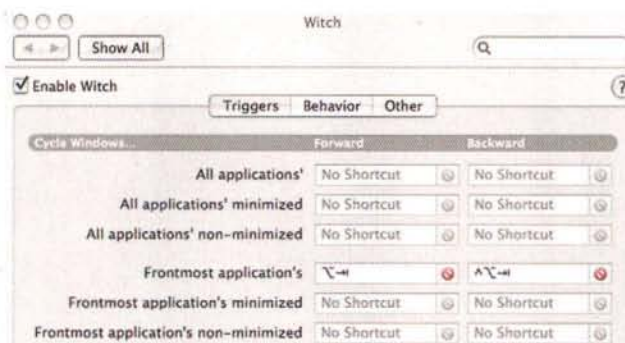 Witch
Show All
Enable Witch
?
Triggers Behavior Other
Cycle Windows... Forward Backward
All applications' No Shortcut No Shortcut
All applications' minimized No Shortcut No Shortcut
All applications' non-minimized No Shortcut No Shortcut
Frontmost application's ⌥⇥ ^⌥⇥
Frontmost application's minimized No Shortcut No Shortcut
Frontmost application's non-minimized No Shortcut No Shortcut